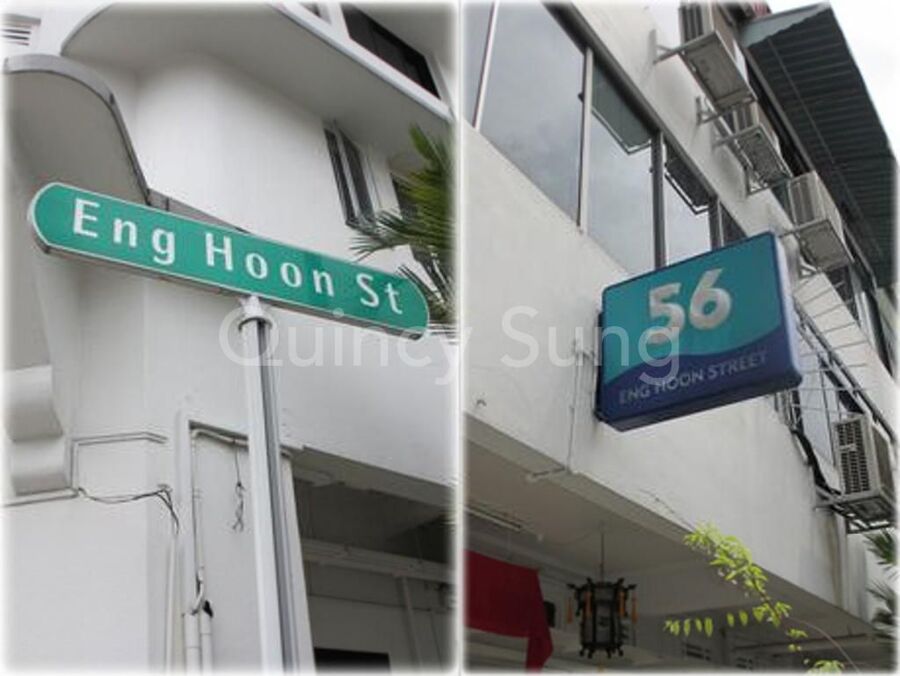 Eng Hoon St
56
ENG HOON STREET
Quincy Sung